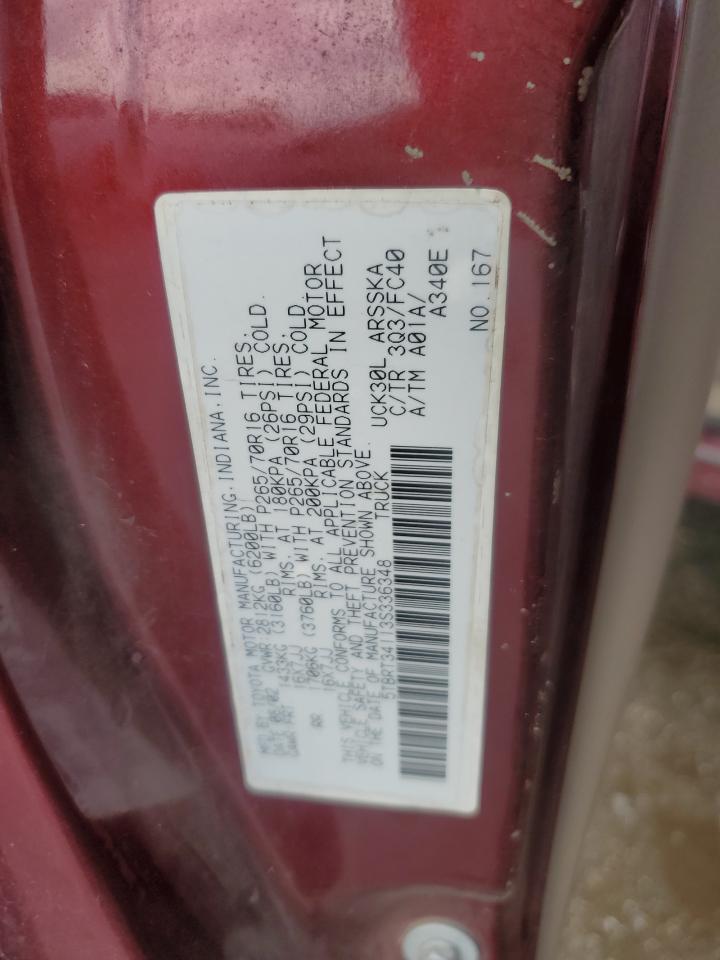 MFD.BY TOYOTA MOTOR MANUFACTURING,INDIANA,INC.
DATE 09/02 GVWR 2812KG (6200LB)
GAWR FRT 1433KG (3160LB) WITH P265/70R16 TIRES.
16X7JJ RIMS. AT 180KPA (26PSI) COLD.
RR 1706KG (3760LB) WITH P265/70R16 TIRES.
16X7JJ RIMS. AT 200KPA (29PSI) COLD.
THIS VEHICLE CONFORMS TO ALL APPLICABLE FEDERAL MOTOR
VEHICLE SAFETY AND THEFT PREVENTION STANDARDS IN EFFECT
ON THE DATE OF MANUFACTURE SHOWN ABOVE.
5TBRT34113S336348 TRUCK
UCK30L ARSSKA
C/TR 3Q3/FC40
A/TM A01A/
A340E
NO.167